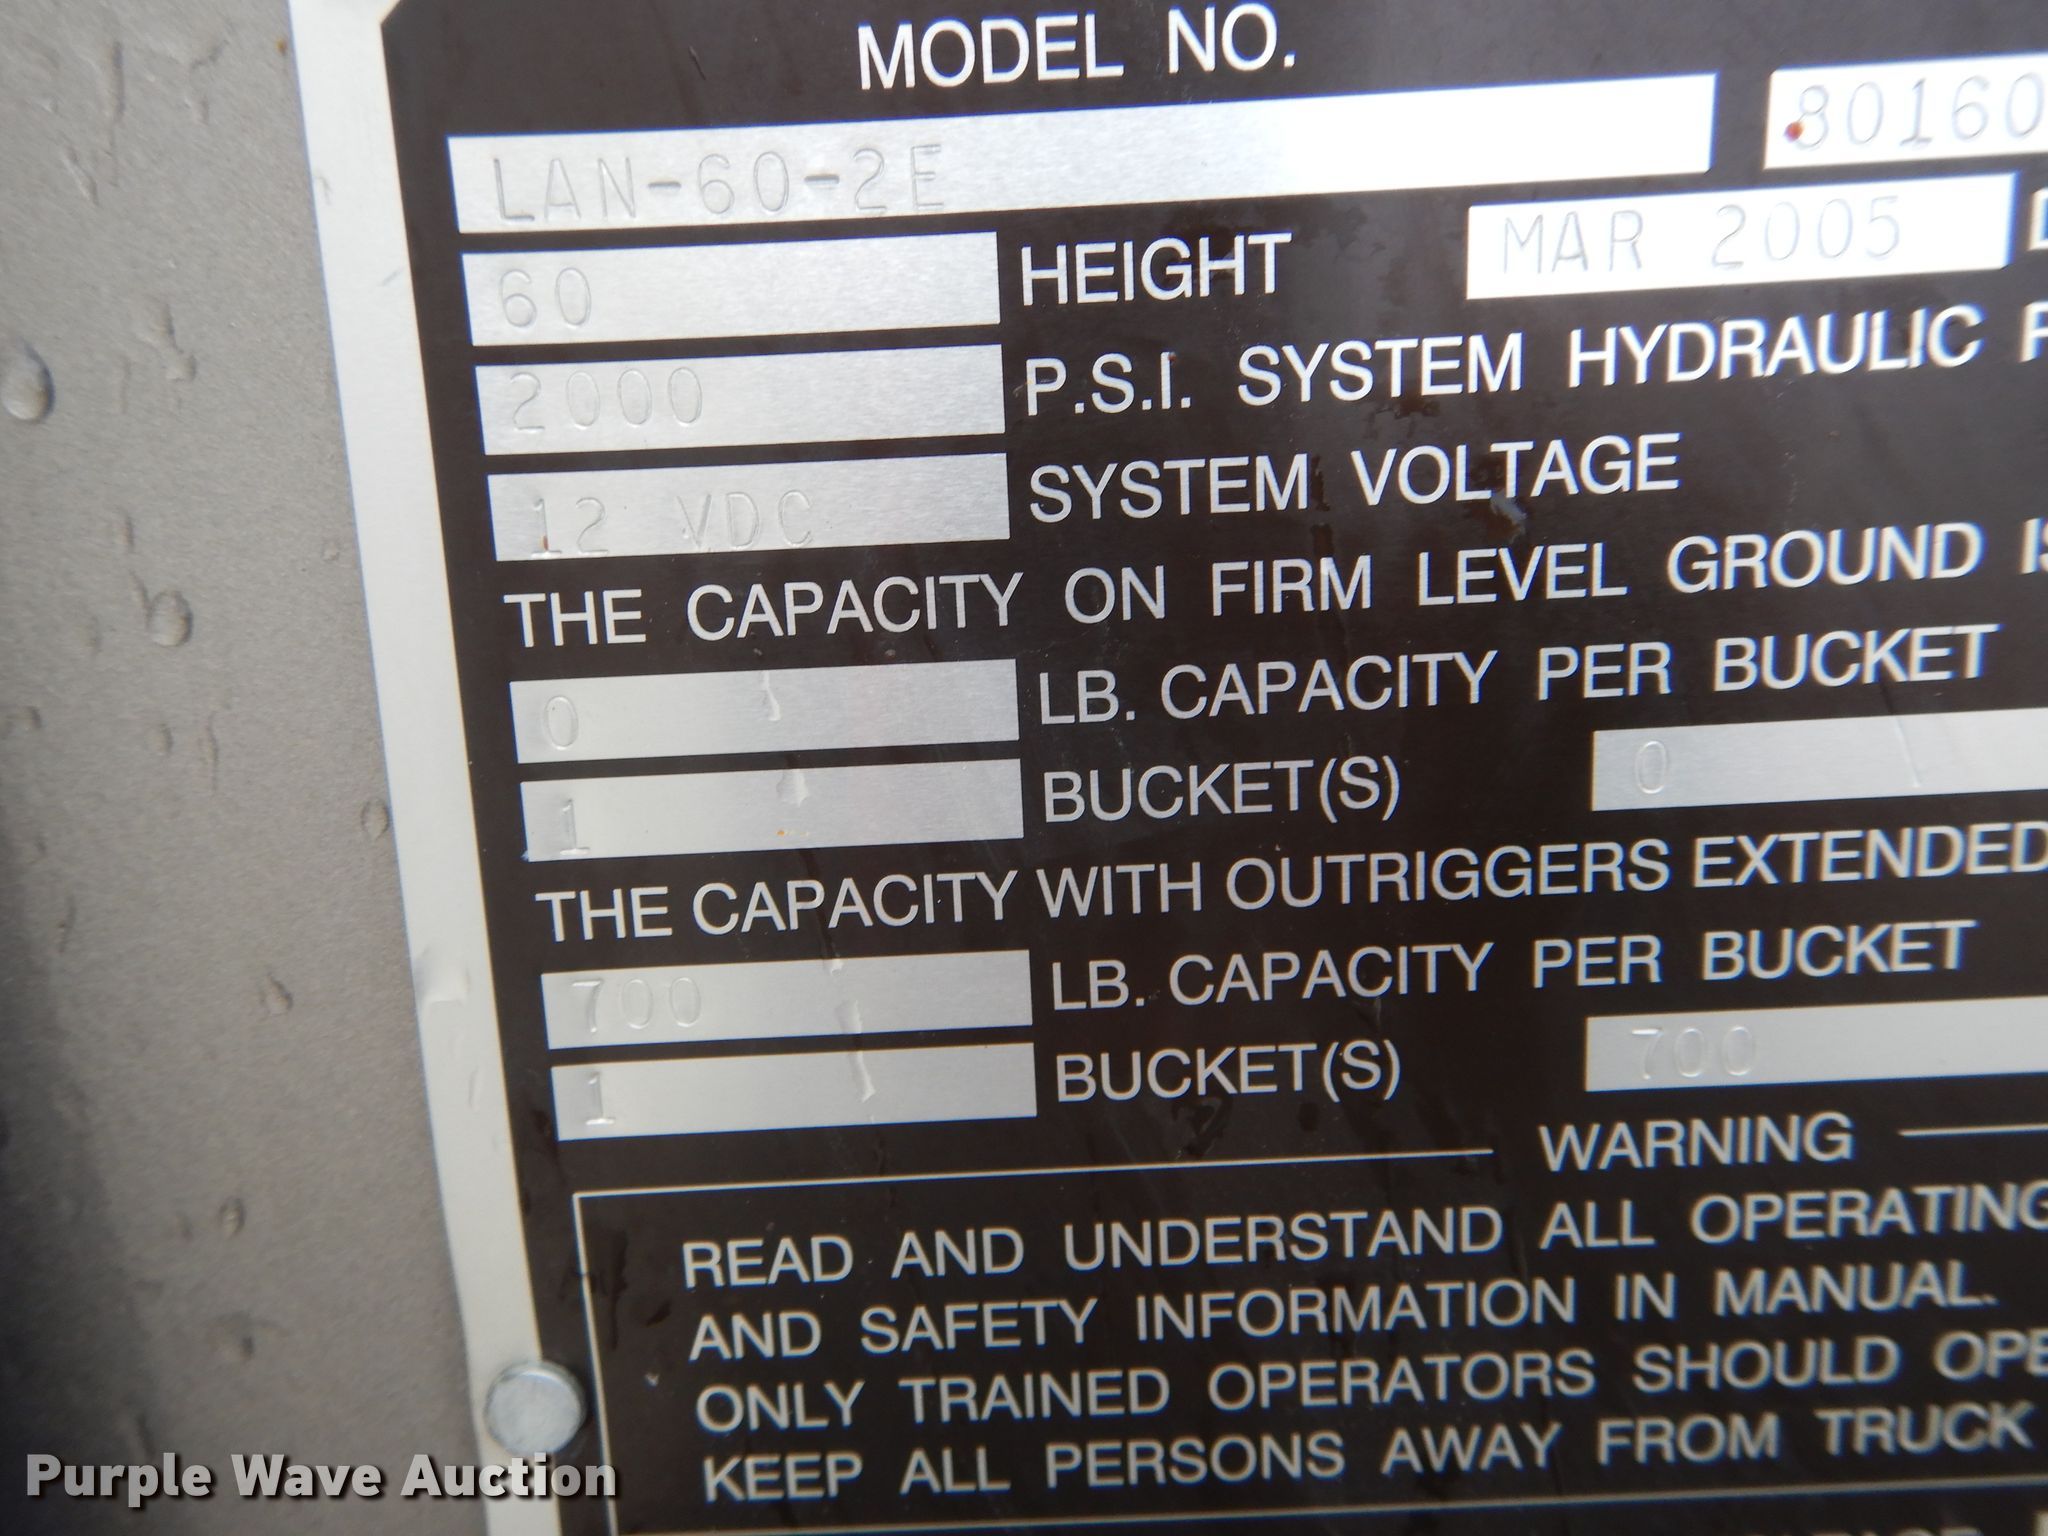 MODEL NO.
LAN-60-2E 80160
60 HEIGHT MAR 2005
2000 P.S.I. SYSTEM HYDRAULIC
12 VDC SYSTEM VOLTAGE
THE CAPACITY ON FIRM LEVEL GROUND IS
0 LB. CAPACITY PER BUCKET
1 BUCKET(S) 0
THE CAPACITY WITH OUTRIGGERS EXTENDED
700 LB. CAPACITY PER BUCKET
1 BUCKET(S) 700
WARNING
READ AND UNDERSTAND ALL OPERATING
AND SAFETY INFORMATION IN MANUAL.
ONLY TRAINED OPERATORS SHOULD OPE
KEEP ALL PERSONS AWAY FROM TRUCK
Purple Wave Auction